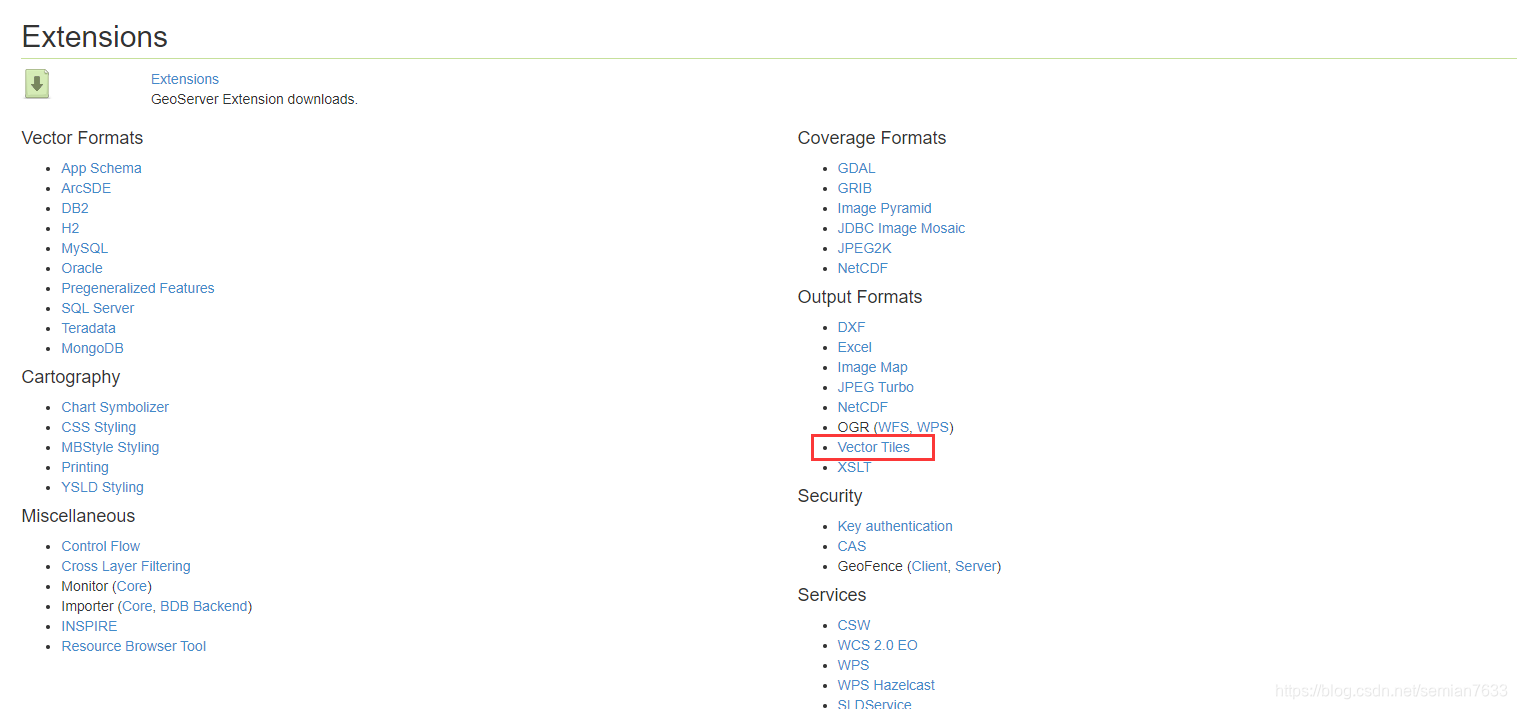 Extensions
Extensions
GeoServer Extension downloads.
Vector Formats
App Schema
ArcSDE
DB2
H2
MySQL
Oracle
Pregeneralized Features
SQL Server
Teradata
MongoDB
Cartography
Chart Symbolizer
CSS Styling
MBStyle Styling
Printing
YSLD Styling
Miscellaneous
Control Flow
Cross Layer Filtering
Monitor (Core)
Importer (Core, BDB Backend)
INSPIRE
Resource Browser Tool
Coverage Formats
GDAL
GRIB
Image Pyramid
JDBC Image Mosaic
JPEG2K
NetCDF
Output Formats
DXF
Excel
Image Map
JPEG Turbo
NetCDF
OGR (WFS, WPS)
Vector Tiles
XSLT
Security
Key authentication
CAS
GeoFence (Client, Server)
Services
CSW
WCS 2.0 EO
WPS
WPS Hazelcast
SLDService
https://blog.csdn.net/semian7633